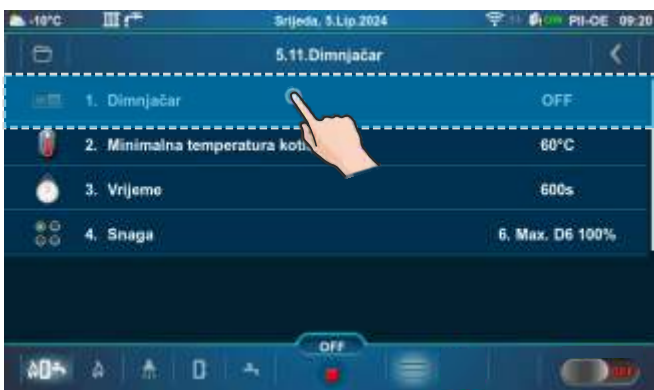 -10°C Srijeda, 5.Lip.2024 PII-OE 09:20
5.11.Dimnjačar
1. Dimnjačar OFF
2. Minimalna temperatura 60°C
3. Vrijeme 600s
4. Snaga 6. Max. D6 100%
OFF
OFF